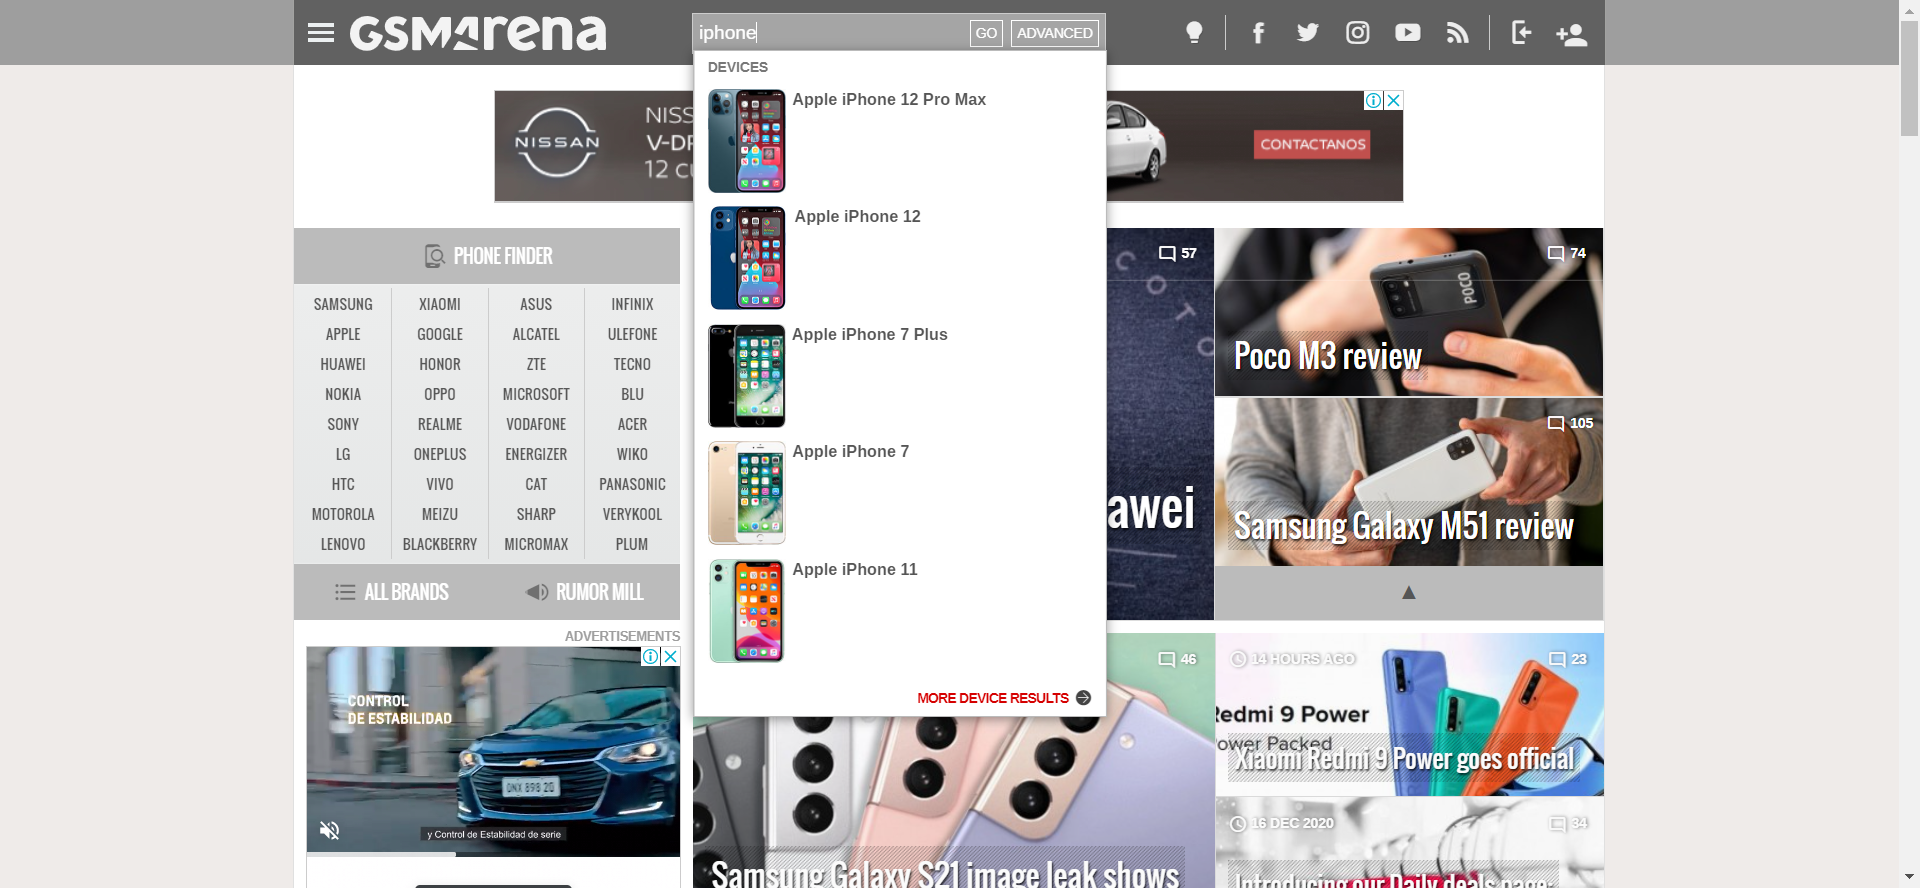 GSMArena
iphone
GO
ADVANCED
DEVICES
Apple iPhone 12 Pro Max
Apple iPhone 12
Apple iPhone 7 Plus
Apple iPhone 7
Apple iPhone 11
MORE DEVICE RESULTS
NISSAN
NISS
V-DR
12 cu
CONTACTANOS
PHONE FINDER
SAMSUNG XIAOMI ASUS INFINIX
APPLE GOOGLE ALCATEL ULEFONE
HUAWEI HONOR ZTE TECNO
NOKIA OPPO MICROSOFT BLU
SONY REALME VODAFONE ACER
LG ONEPLUS ENERGIZER WIKO
HTC VIVO CAT PANASONIC
MOTOROLA MEIZU SHARP VERYKOOL
LENOVO BLACKBERRY MICROMAX PLUM
ALL BRANDS
RUMOR MILL
57
awei
74
POCO
Poco M3 review
105
Samsung Galaxy M51 review
ADVERTISEMENTS
CONTROL
DE ESTABILIDAD
ONX 898 20
y Control de Estabilidad de serie
46
Samsung Galaxy S21 image leak shows
14 HOURS AGO
23
Redmi 9 Power
ower Packed
Xiaomi Redmi 9 Power goes official
16 DEC 2020
34
Introducing our Daily deals page: